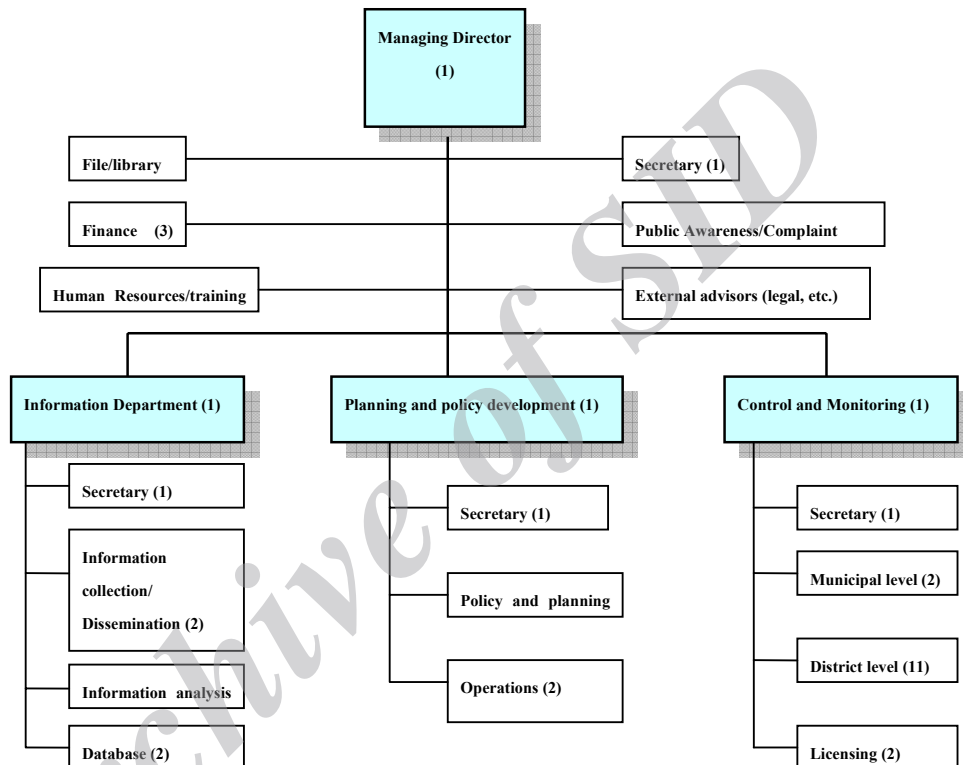 Managing Director
(1)
File/library
Secretary (1)
Finance (3)
Public Awareness/Complaint
Human Resources/training
External advisors (legal, etc.)
Information Department (1)
Planning and policy development (1)
Control and Monitoring (1)
Secretary (1)
Information
collection/
Dissemination (2)
Information analysis
Database (2)
Secretary (1)
Policy and planning
Operations (2)
Secretary (1)
Municipal level (2)
District level (11)
Licensing (2)
chive of SID